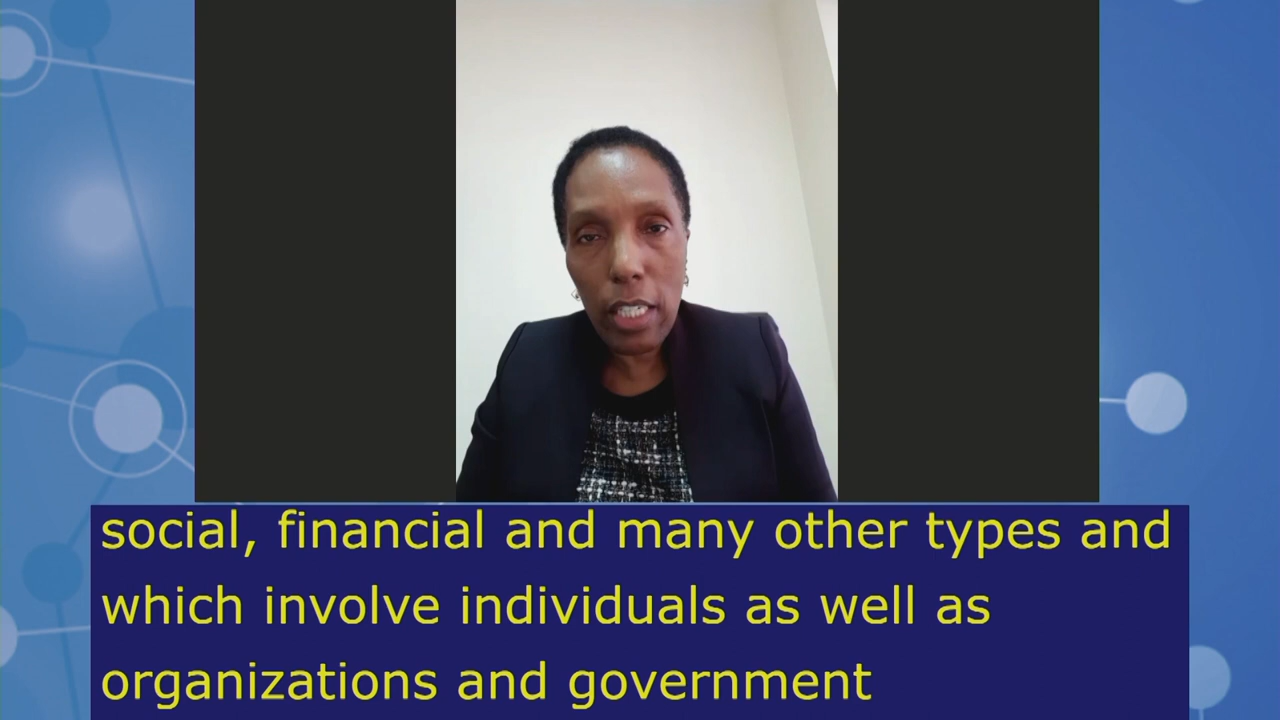 social, financial and many other types and
which involve individuals as well as
organizations and government